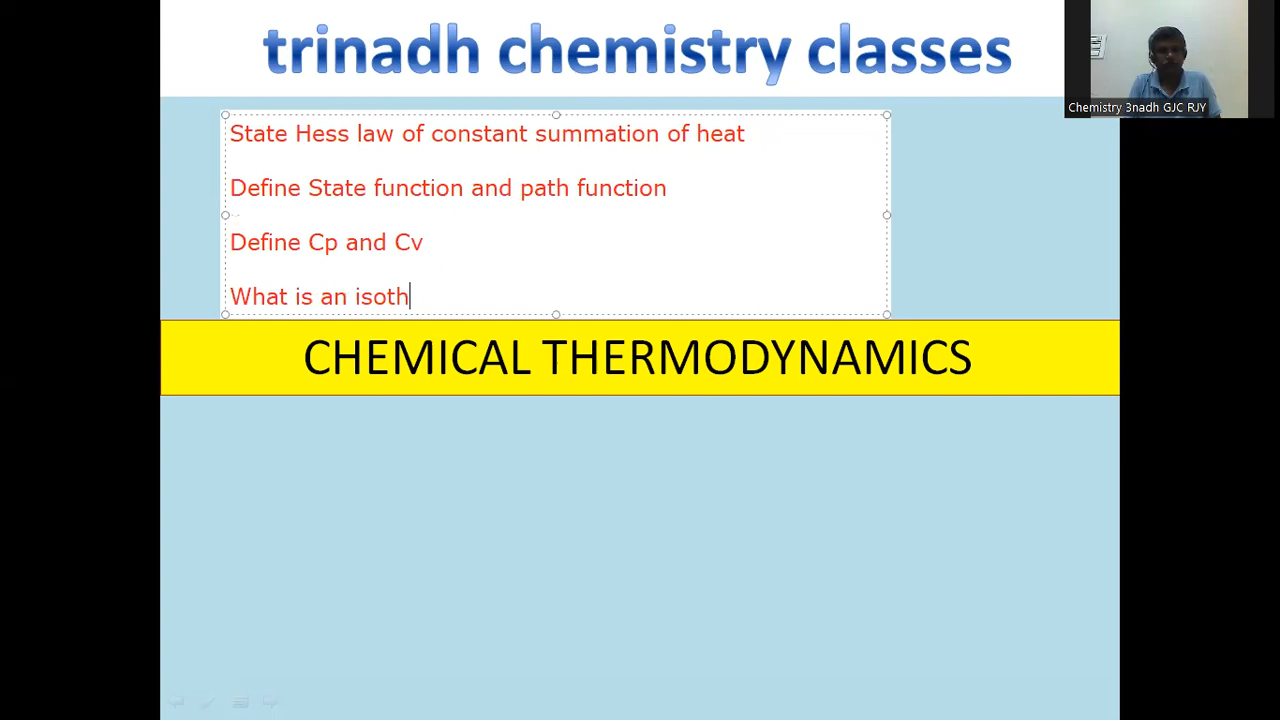 trinadh chemistry classes
Chemistry 3nadh GJC RJY
State Hess law of constant summation of heat
Define State function and path function
Define Cp and Cv
What is an isoth
CHEMICAL THERMODYNAMICS